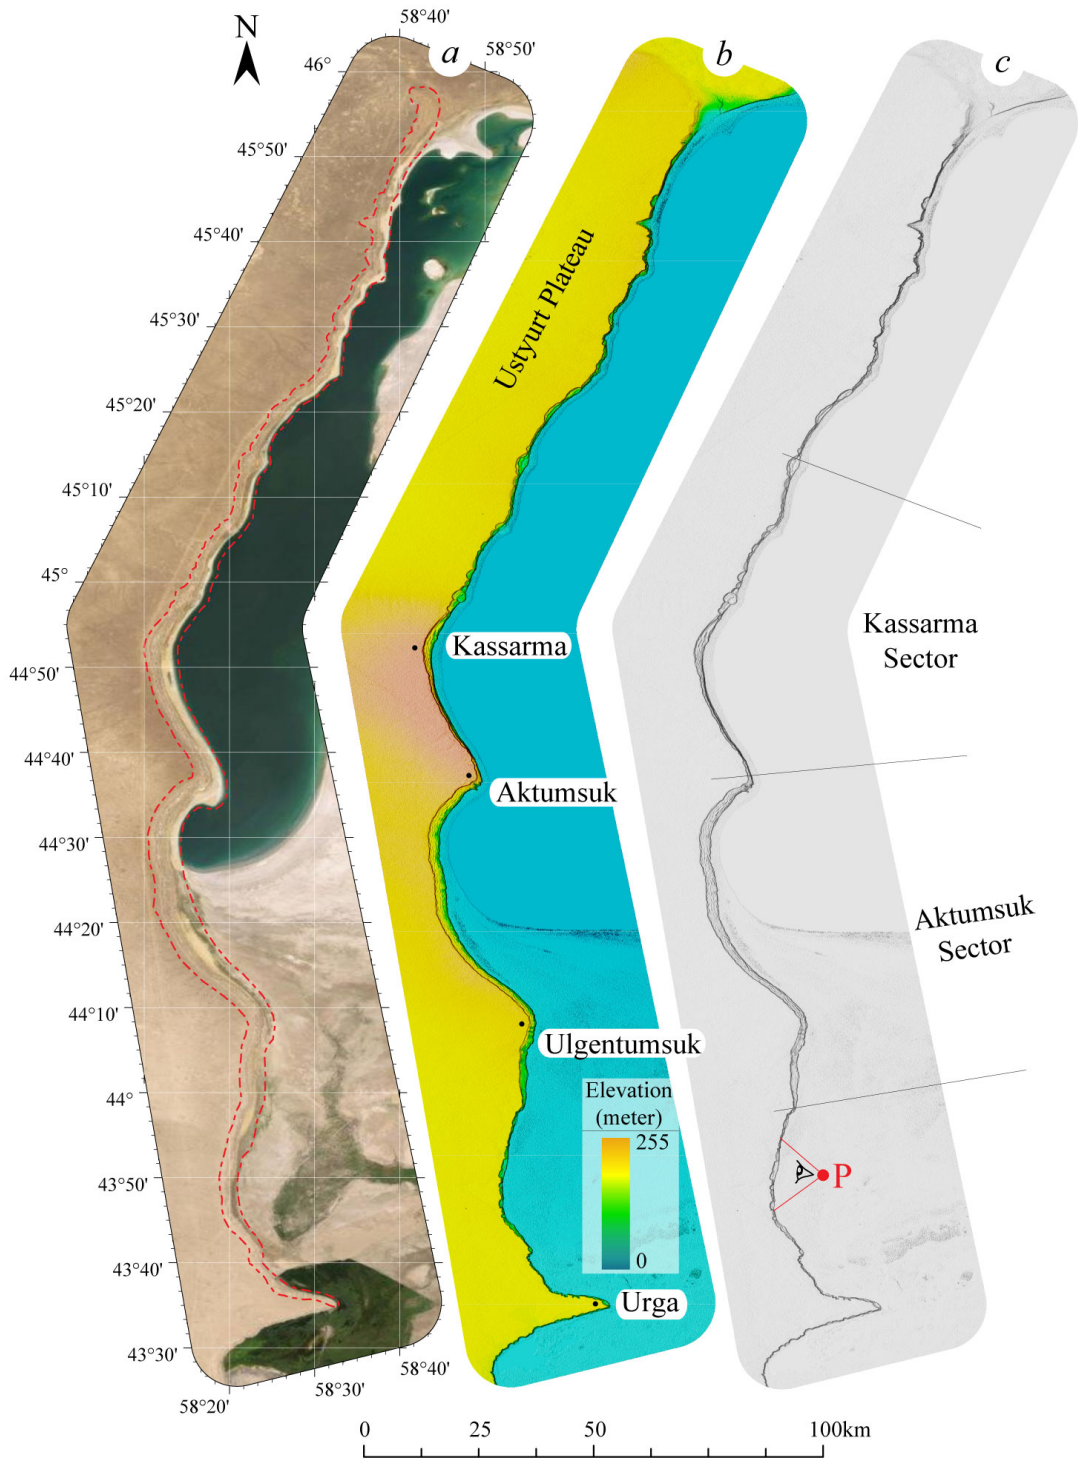 N
58°40'
58°50'
a
b
c
46°
45°50'
45°40'
45°30'
45°20'
45°10'
45°
44°50'
44°40'
44°30'
44°20'
44°10'
44°
43°50'
43°40'
43°30'
58°20'
58°30'
58°40'
Ustyurt Plateau
Kassarma
Aktumsuk
Ulgentumsuk
Elevation
(meter)
255
0
Urga
Kassarma
Sector
Aktumsuk
Sector
P
0
25
50
100km